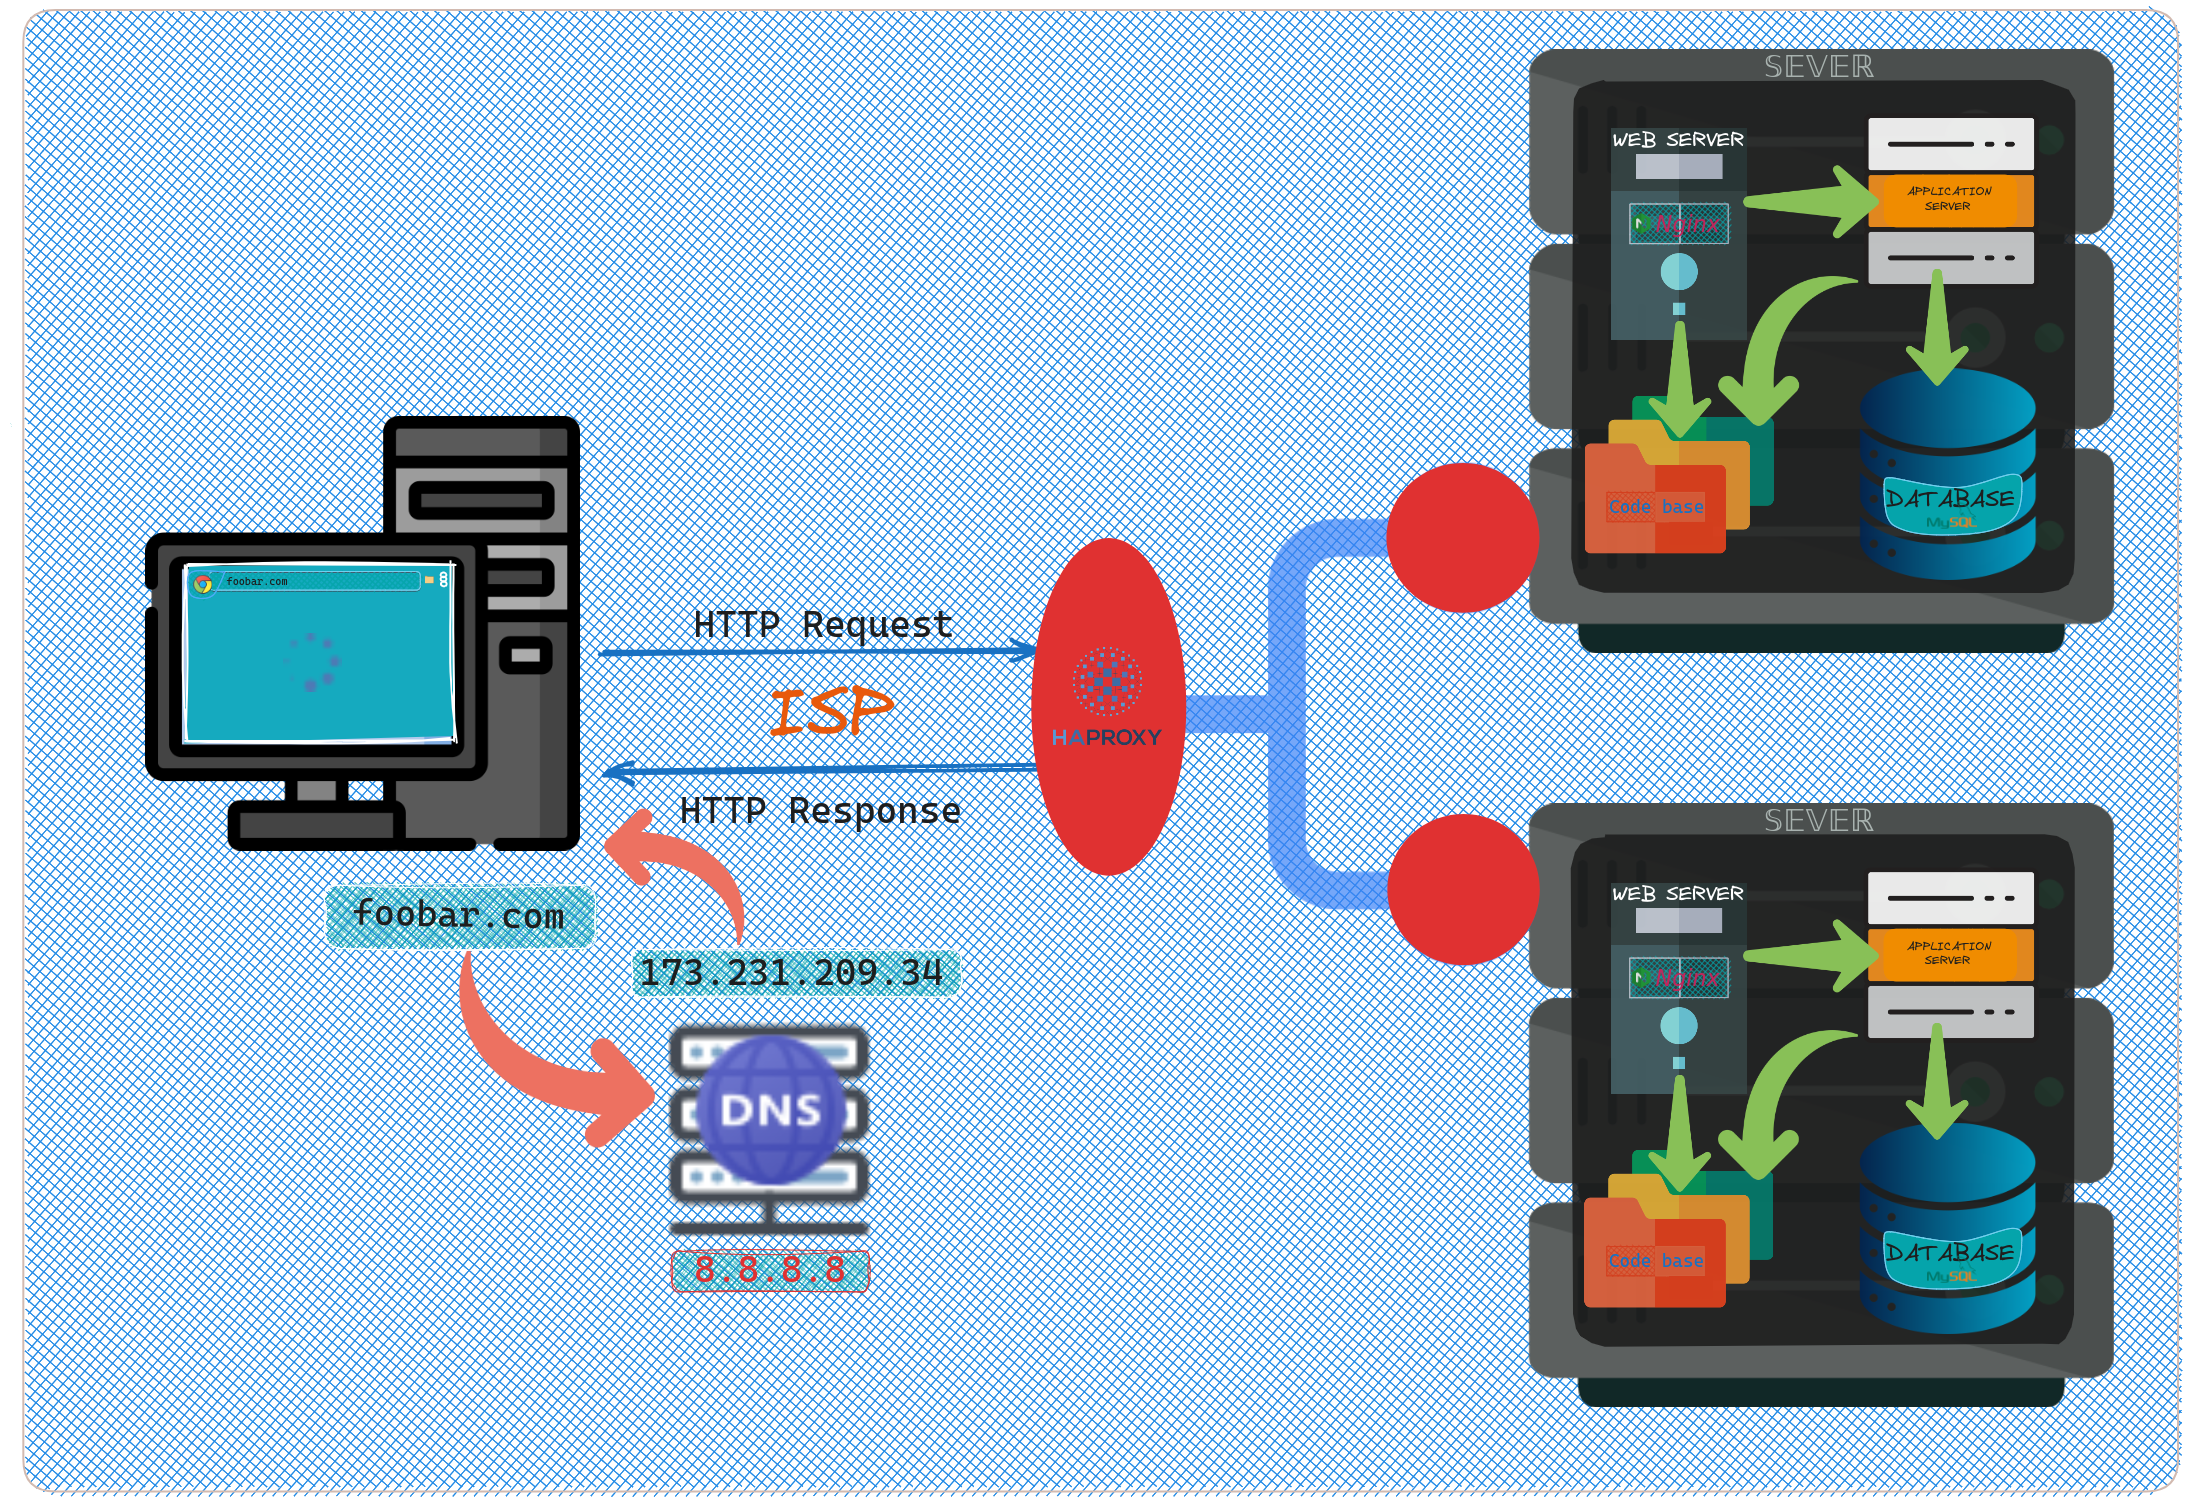 SEVER
WEB SERVER
APPLICATION
SERVER
Nginx
Code base
DATABASE
MySQL
foobar.com
HTTP Request
ISP
HAPROXY
HTTP Response
foobar.com
173.231.209.34
DNS
8.8.8.8
SEVER
WEB SERVER
APPLICATION
SERVER
Nginx
Code base
DATABASE
MySQL